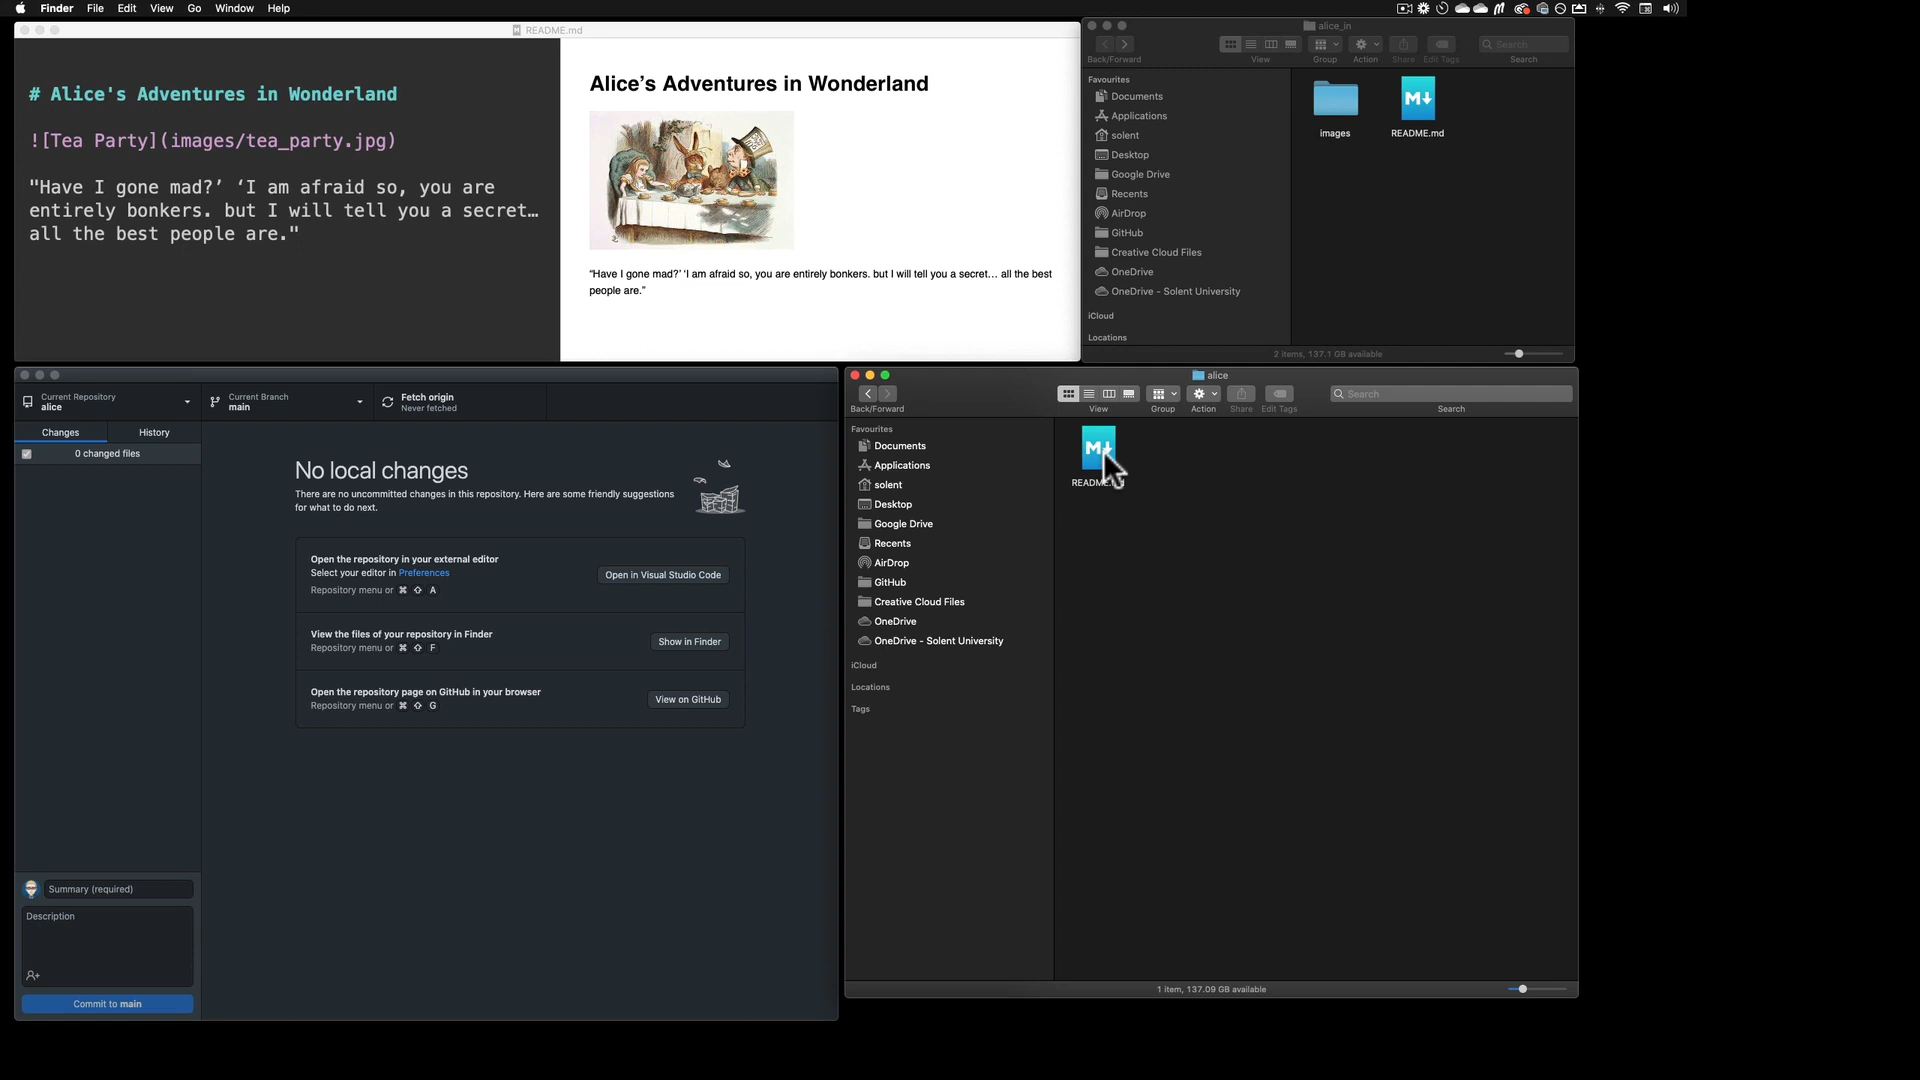 Finder File Edit View Go Window Help
README.md
# Alice's Adventures in Wonderland
![Tea Party](images/tea_party.jpg)
"Have I gone mad?’ ‘I am afraid so, you are
entirely bonkers. but I will tell you a secret…
all the best people are."
Alice’s Adventures in Wonderland
“Have I gone mad?’ ‘I am afraid so, you are entirely bonkers. but I will tell you a secret… all the best
people are.”
alice_in
Search
Back/Forward View Group Action Share Edit Tags Search
Favourites
Documents
Applications
solent
Desktop
Google Drive
Recents
AirDrop
GitHub
Creative Cloud Files
OneDrive
OneDrive - Solent University
iCloud
Locations
M↓ M↓
images README.md
2 items, 137.1 GB available
Current Repository
alice
Current Branch
main
Fetch origin
Never fetched
Changes History
0 changed files
No local changes
There are no uncommitted changes in this repository. Here are some friendly suggestions
for what to do next.
Open the repository in your external editor
Select your editor in Preferences
Repository menu or ⌘ ⇧ A
Open in Visual Studio Code
View the files of your repository in Finder
Repository menu or ⌘ ⇧ F
Show in Finder
Open the repository page on GitHub in your browser
Repository menu or ⌘ ⇧ G
View on GitHub
Summary (required)
Description
Commit to main
alice
Search
Back/Forward View Group Action Share Edit Tags Search
Favourites
Documents
Applications
solent
Desktop
Google Drive
Recents
AirDrop
GitHub
Creative Cloud Files
OneDrive
OneDrive - Solent University
iCloud
Locations
Tags
1 item, 137.09 GB available